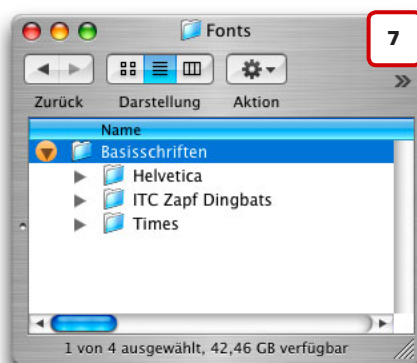 Fonts
7
Zurück Darstellung Aktion
Name
Basisschriften
Helvetica
ITC Zapf Dingbats
Times
1 von 4 ausgewählt, 42,46 GB verfügbar